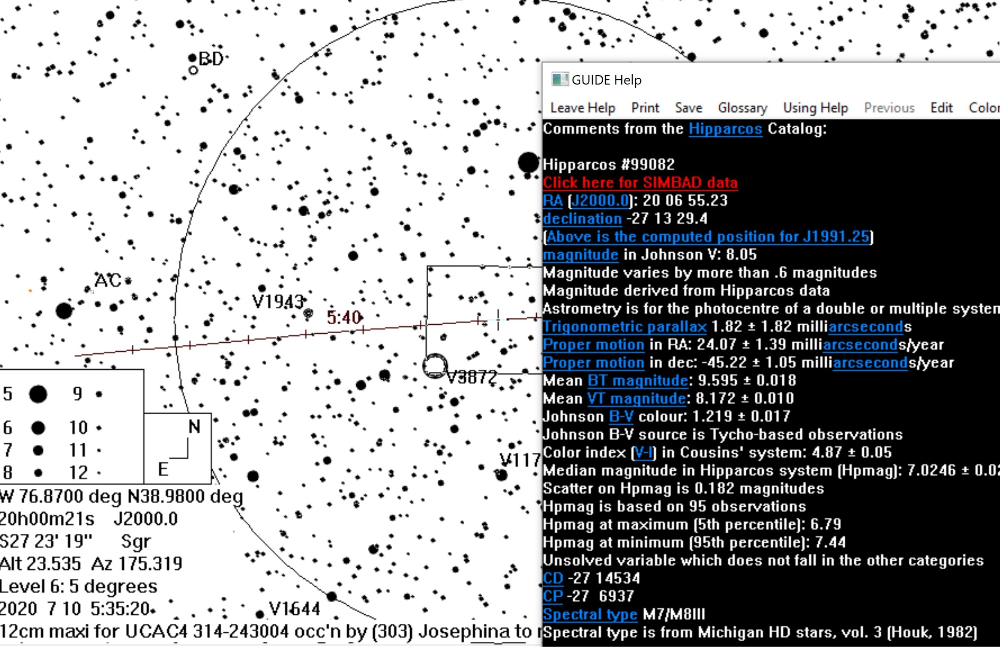 BD
AC
V1943
5:40
V3872
V117
V1644
5 9
6 10
7 11
8 12
N
E
W 76.8700 deg N38.9800 deg
20h00m21s J2000.0
S27 23' 19" Sgr
Alt 23.535 Az 175.319
Level 6: 5 degrees
2020 7 10 5:35:20
12cm maxi for UCAC4 314-243004 occ'n by (303) Josephina to
GUIDE Help
Leave Help Print Save Glossary Using Help Previous Edit Color
Comments from the Hipparcos Catalog:
Hipparcos #99082
Click here for SIMBAD data
RA (J2000.0): 20 06 55.23
declination -27 13 29.4
(Above is the computed position for J1991.25)
magnitude in Johnson V: 8.05
Magnitude varies by more than .6 magnitudes
Magnitude derived from Hipparcos data
Astrometry is for the photocentre of a double or multiple system
Trigonometric parallax 1.82 ± 1.82 milliarcseconds
Proper motion in RA: 24.07 ± 1.39 milliarcseconds/year
Proper motion in dec: -45.22 ± 1.05 milliarcseconds/year
Mean BT magnitude: 9.595 ± 0.018
Mean VT magnitude: 8.172 ± 0.010
Johnson B-V colour: 1.219 ± 0.017
Johnson B-V source is Tycho-based observations
Color index (V-I) in Cousins' system: 4.87 ± 0.05
Median magnitude in Hipparcos system (Hpmag): 7.0246 ± 0.02
Scatter on Hpmag is 0.182 magnitudes
Hpmag is based on 95 observations
Hpmag at maximum (5th percentile): 6.79
Hpmag at minimum (95th percentile): 7.44
Unsolved variable which does not fall in the other categories
CD -27 14534
CP -27 6937
Spectral type M7/M8III
Spectral type is from Michigan HD stars, vol. 3 (Houk, 1982)